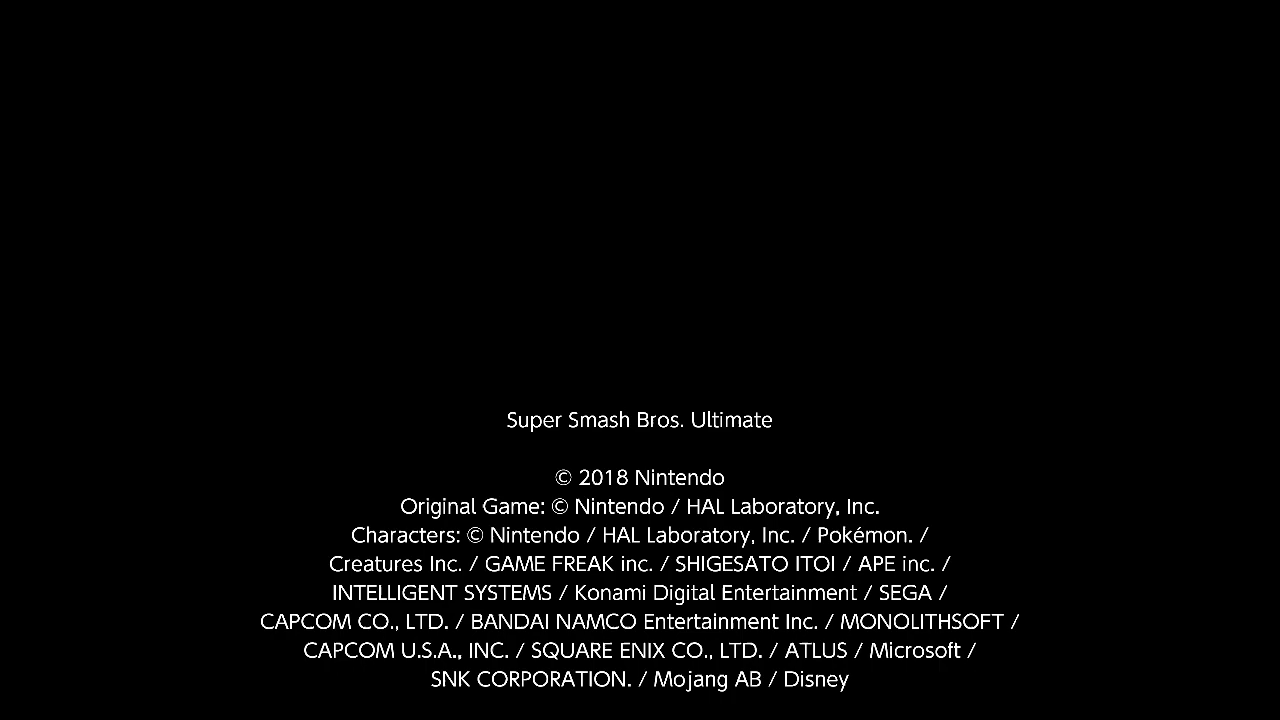 Super Smash Bros. Ultimate
© 2018 Nintendo
Original Game: © Nintendo / HAL Laboratory, Inc.
Characters: © Nintendo / HAL Laboratory, Inc. / Pokémon. /
Creatures Inc. / GAME FREAK inc. / SHIGESATO ITOI / APE inc. /
INTELLIGENT SYSTEMS / Konami Digital Entertainment / SEGA /
CAPCOM CO., LTD. / BANDAI NAMCO Entertainment Inc. / MONOLITHSOFT /
CAPCOM U.S.A., INC. / SQUARE ENIX CO., LTD. / ATLUS / Microsoft /
SNK CORPORATION. / Mojang AB / Disney